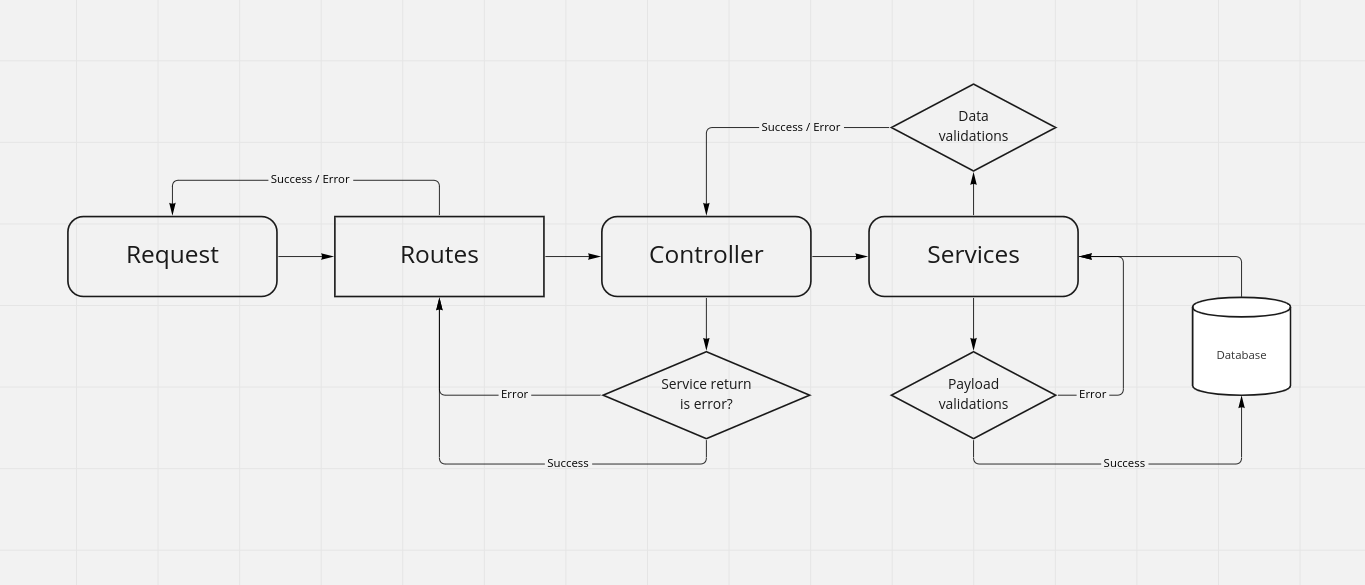 Data
validations
Success / Error
Success / Error
Request
Routes
Controller
Services
Database
Service return
is error?
Payload
validations
Error
Error
Success
Success